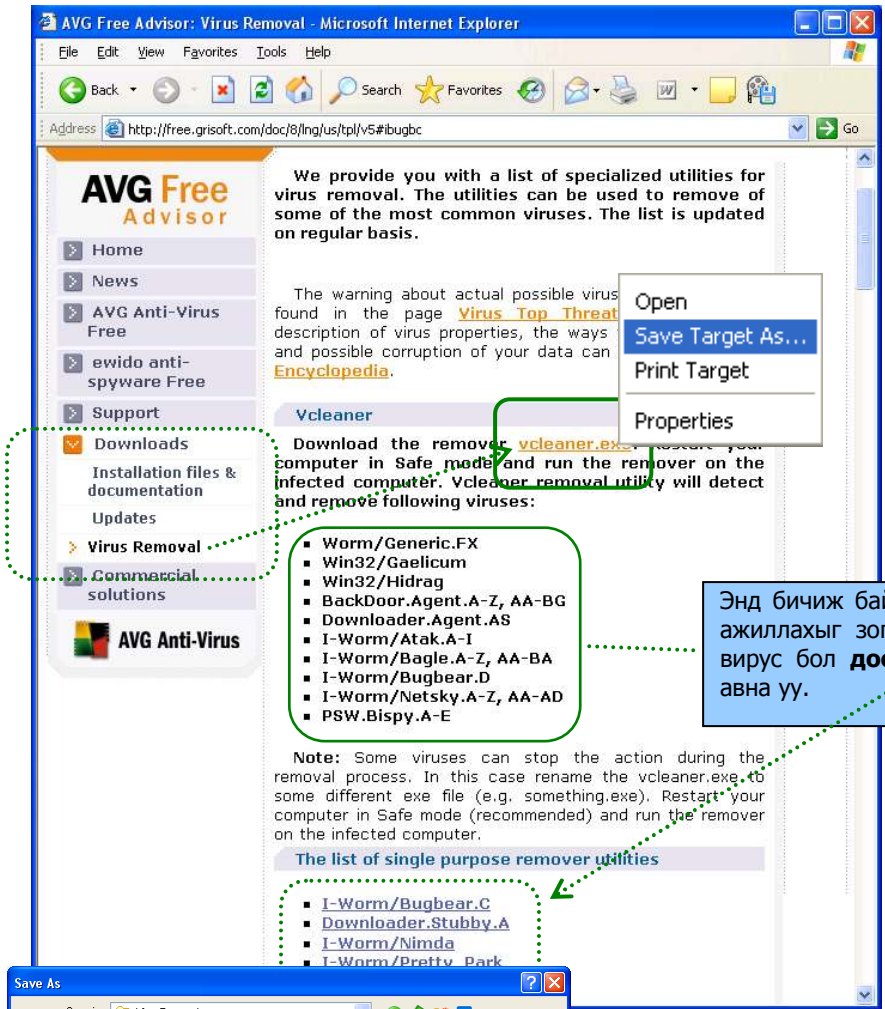 AVG Free Advisor: Virus Removal - Microsoft Internet Explorer
File Edit View Favorites Tools Help
Back Search Favorites
Address http://free.grisoft.com/doc/8/lng/us/tpl/v5#ibugbc Go
AVG Free
Advisor
Home
News
AVG Anti-Virus
Free
ewido anti-
spyware Free
Support
Downloads
Installation files &
documentation
Updates
Virus Removal
Commercial
solutions
AVG Anti-Virus
We provide you with a list of specialized utilities for
virus removal. The utilities can be used to remove of
some of the most common viruses. The list is updated
on regular basis.
The warning about actual possible virus
found in the page Virus Top Threat
description of virus properties, the ways
and possible corruption of your data can
Encyclopedia.
Open
Save Target As...
Print Target
Properties
Vcleaner
Download the remover vcleaner.exe. Restart your
computer in Safe mode and run the remover on the
infected computer. Vcleaner removal utility will detect
and remove following viruses:
Worm/Generic.FX
Win32/Gaelicum
Win32/Hidrag
BackDoor.Agent.A-Z, AA-BG
Downloader.Agent.AS
I-Worm/Atak.A-I
I-Worm/Bagle.A-Z, AA-BA
I-Worm/Bugbear.D
I-Worm/Netsky.A-Z, AA-AD
PSW.Bispy.A-E
Энд бичиж
ажиллахыг
вирус бол
авна уу.
Note: Some viruses can stop the action during the
removal process. In this case rename the vcleaner.exe to
some different exe file (e.g. something.exe). Restart your
computer in Safe mode (recommended) and run the remover
on the infected computer.
The list of single purpose remover utilities
I-Worm/Bugbear.C
Downloader.Stubby.A
I-Worm/Nimda
I-Worm/Pretty_Park
Save As